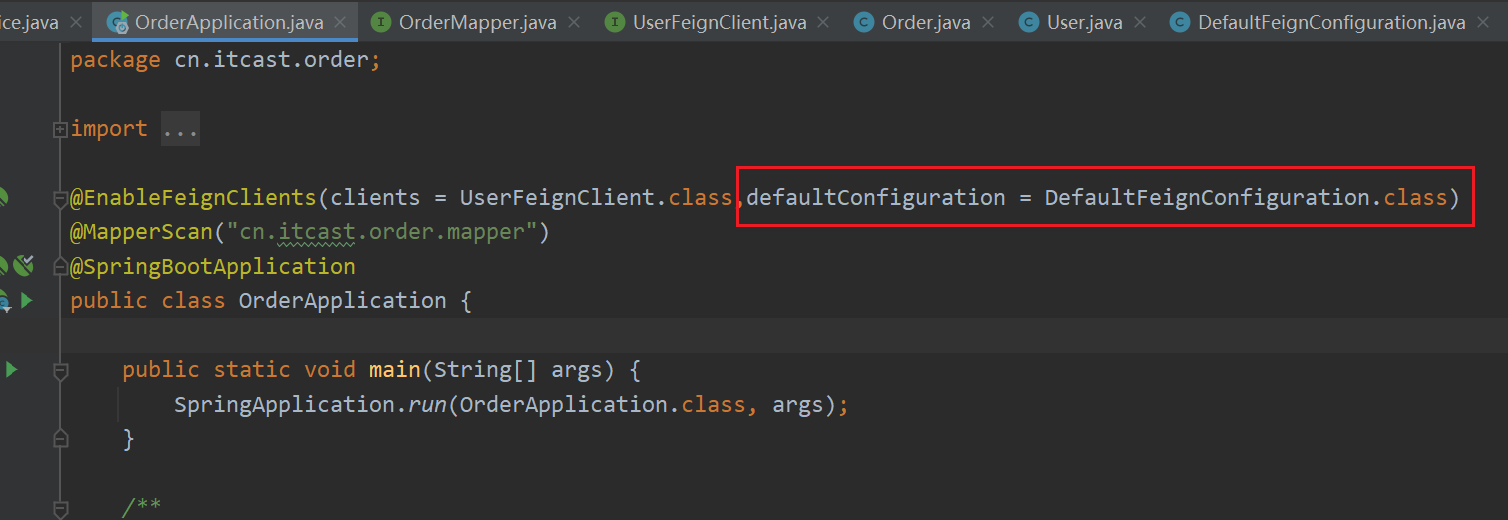 ice.java OrderApplication.java OrderMapper.java UserFeignClient.java Order.java User.java DefaultFeignConfiguration.java
package cn.itcast.order;
import ...
@EnableFeignClients(clients = UserFeignClient.class,defaultConfiguration = DefaultFeignConfiguration.class)
@MapperScan("cn.itcast.order.mapper")
@SpringBootApplication
public class OrderApplication {
public static void main(String[] args) {
SpringApplication.run(OrderApplication.class, args);
}
/**